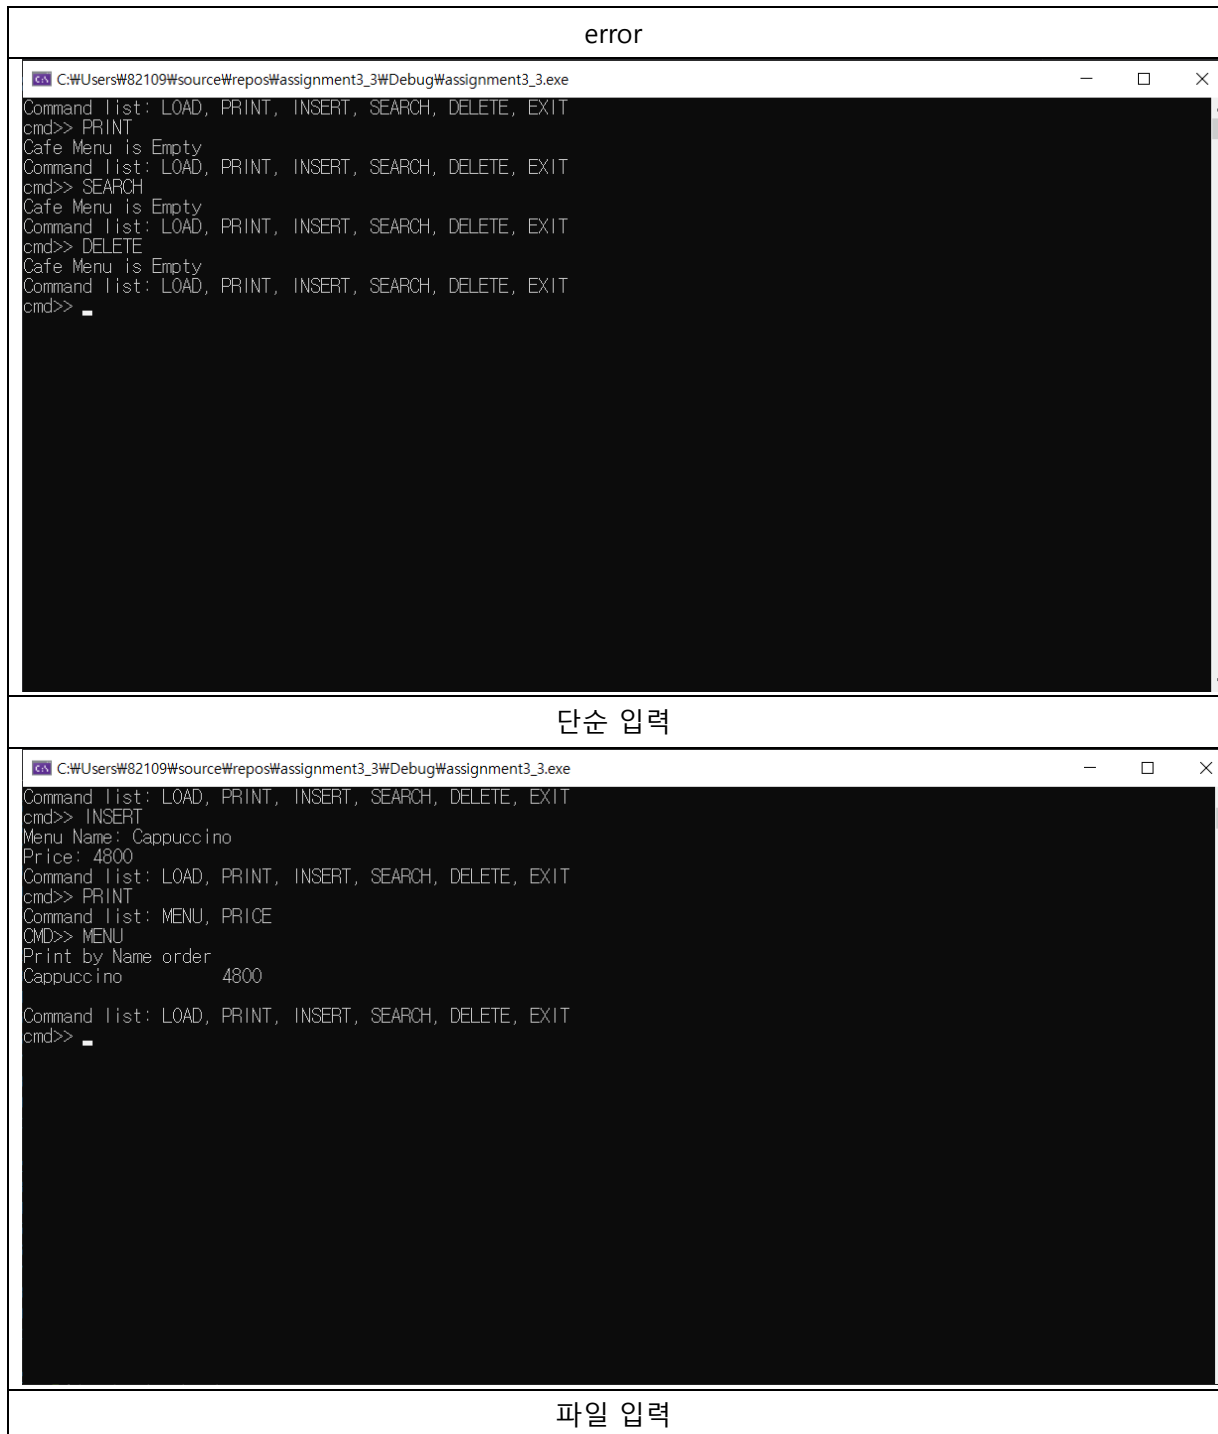 error
C:₩Users₩82109₩source₩repos₩assignment3_3₩Debug₩assignment3_3.exe
Command list: LOAD, PRINT, INSERT, SEARCH, DELETE, EXIT
cmd>> PRINT
Cafe Menu is Empty
Command list: LOAD, PRINT, INSERT, SEARCH, DELETE, EXIT
cmd>> SEARCH
Cafe Menu is Empty
Command list: LOAD, PRINT, INSERT, SEARCH, DELETE, EXIT
cmd>> DELETE
Cafe Menu is Empty
Command list: LOAD, PRINT, INSERT, SEARCH, DELETE, EXIT
cmd>>
단순 입력
C:₩Users₩82109₩source₩repos₩assignment3_3₩Debug₩assignment3_3.exe
Command list: LOAD, PRINT, INSERT, SEARCH, DELETE, EXIT
cmd>> INSERT
Menu Name: Cappuccino
Price: 4800
Command list: LOAD, PRINT, INSERT, SEARCH, DELETE, EXIT
cmd>> PRINT
Command list: MENU, PRICE
CMD>> MENU
Print by Name order
Cappuccino 4800
Command list: LOAD, PRINT, INSERT, SEARCH, DELETE, EXIT
cmd>>
파일 입력